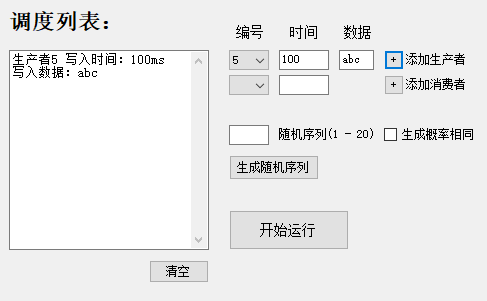 调度列表：
编号 时间 数据
生产者5 写入时间：100ms
写入数据：abc
5 100 abc + 添加生产者
+ 添加消费者
随机序列(1 - 20) 生成概率相同
生成随机序列
开始运行
清空